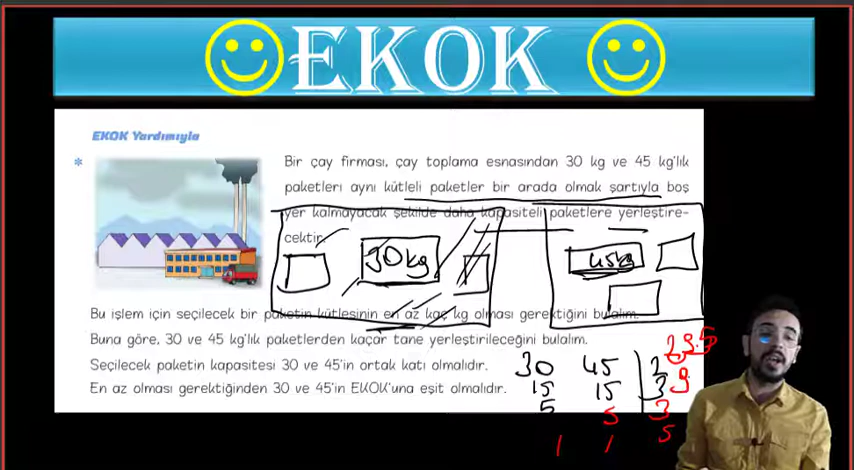 EKOK
EKOK Yardımıyla
* Bir çay firması, çay toplama esnasından 30 kg ve 45 kg'lık
paketleri aynı kütleli paketler bir arada olmak şartıyla boş
yer kalmayacak şekilde daha kapasiteli paketlere yerleştire-
cektir.
30kg
45kg
Bu işlem için seçilecek bir paketin kütlesinin en az kaç kg olması gerektiğini bulalım.
Buna göre, 30 ve 45 kg'lık paketlerden kaçar tane yerleştirileceğini bulalım.
Seçilecek paketin kapasitesi 30 ve 45'in ortak katı olmalıdır.
En az olması gerektiğinden 30 ve 45'in EKOK'una eşit olmalıdır.
30 45 2
15 15 3 9
5 5 3
1 1 5